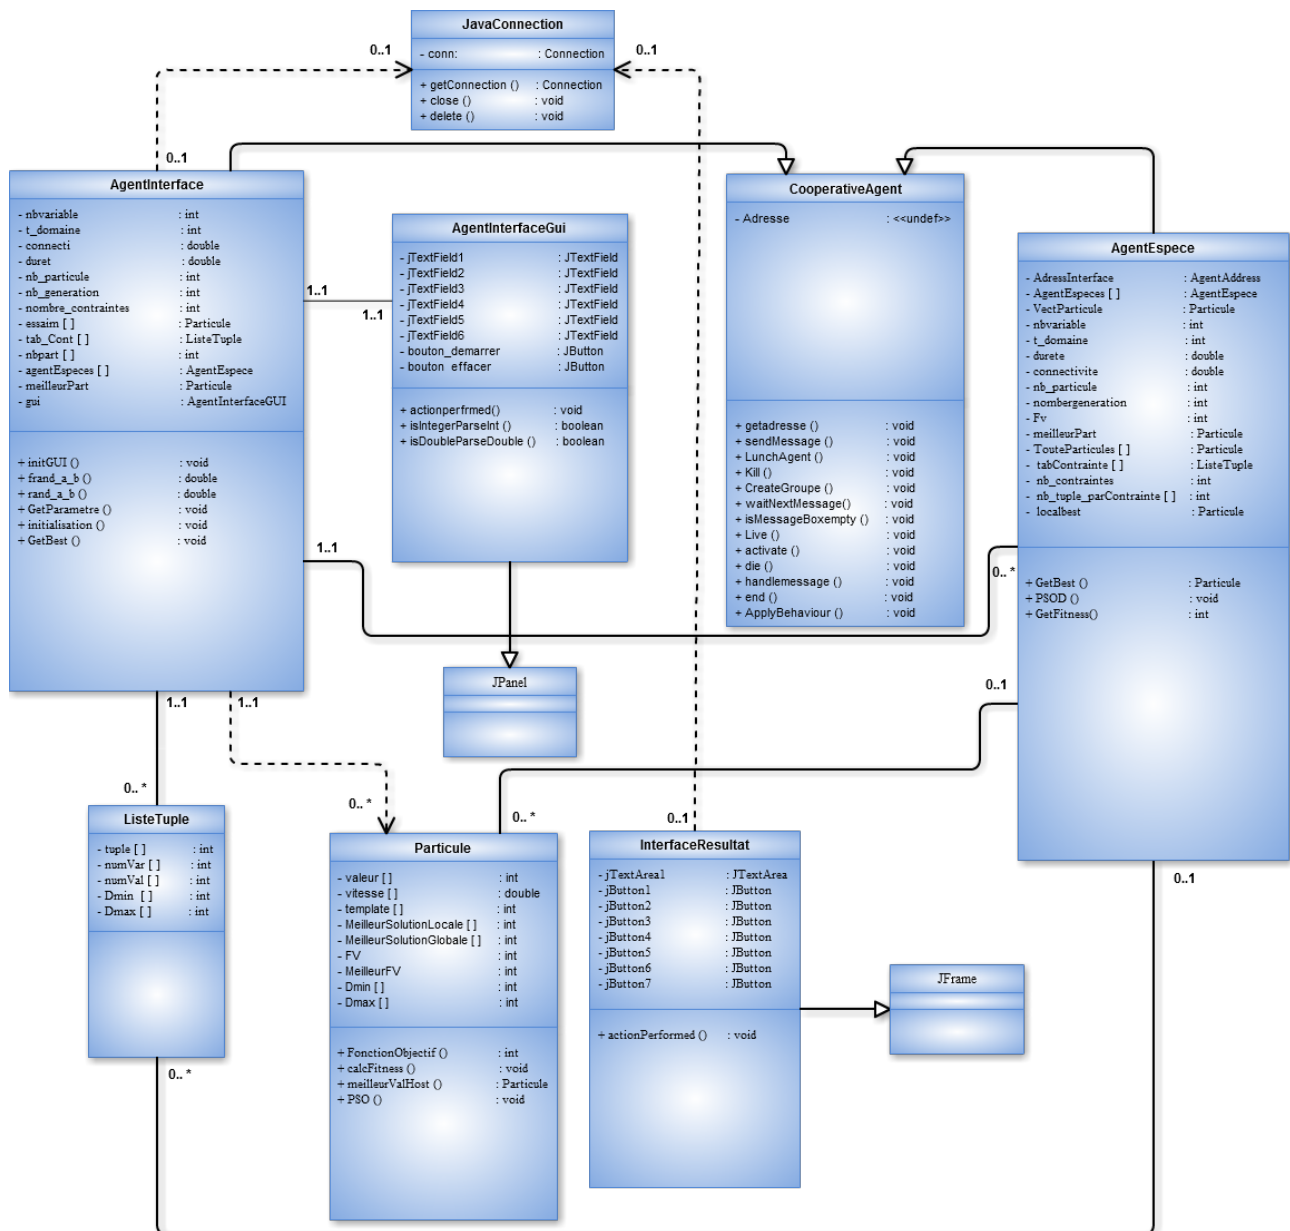 JavaConnection
- conn: : Connection
+ getConnection () : Connection
+ close () : void
+ delete () : void
0..1
0..1
0..1
AgentInterface
- nbvariable : int
- t_domaine : int
- connecti : double
- duret : double
- nb_particule : int
- nb_generation : int
- nombre_contraintes : int
- essaim [ ] : Particule
- tab_Cont [ ] : ListeTuple
- nbpart [ ] : int
- agentEspeces [ ] : AgentEspece
- meilleurPart : Particule
- gui : AgentInterfaceGUI
+ initGUI () : void
+ frand_a_b () : double
+ rand_a_b () : double
+ GetParametre () : void
+ initialisation () : void
+ GetBest () : void
1..1
1..1
AgentInterfaceGui
- jTextField1 : JTextField
- jTextField2 : JTextField
- jTextField3 : JTextField
- jTextField4 : JTextField
- jTextField5 : JTextField
- jTextField6 : JTextField
- bouton_demarrer : JButton
- bouton effacer : JButton
+ actionperfrmed() : void
+ isIntegerParseInt () : boolean
+ isDoubleParseDouble () : boolean
CooperativeAgent
- Adresse : <<undef>>
+ getadresse () : void
+ sendMessage () : void
+ LunchAgent () : void
+ Kill () : void
+ CreateGroupe () : void
+ waitNextMessage() : void
+ isMessageBoxempty () : void
+ Live () : void
+ activate () : void
+ die () : void
+ handlemessage () : void
+ end () : void
+ ApplyBehaviour () : void
AgentEspece
- AdressInterface : AgentAddress
- AgentEspeces [ ] : AgentEspece
- VectParticule : Particule
- nbvariable : int
- t_domaine : int
- durete : double
- connectivite : double
- nb_particule : int
- nombergeneration : int
- Fv : int
- meilleurPart : Particule
- TouteParticules [ ] : Particule
- tabContrainte [ ] : ListeTuple
- nb_contraintes : int
- nb_tuple_parContrainte [ ] : int
- localbest : Particule
+ GetBest () : Particule
+ PSOD () : void
+ GetFitness() : int
1..1
0.. *
JPanel
1..1
1..1
0..1
0.. *
0.. *
0.. *
0..1
0..1
ListeTuple
- tuple [ ] : int
- numVar [ ] : int
- numVal [ ] : int
- Dmin [ ] : int
- Dmax [ ] : int
0.. *
Particule
- valeur [ ] : int
- vitesse [ ] : double
- template [ ] : int
- MeilleurSolutionLocale [ ] : int
- MeilleurSolutionGlobale [ ] : int
- FV : int
- MeilleurFV : int
- Dmin [ ] : int
- Dmax [ ] : int
+ FonctionObjectif () : int
+ calcFitness () : void
+ meilleurValHost () : Particule
+ PSO () : void
InterfaceResultat
- jTextArea1 : JTextArea
- jButton1 : JButton
- jButton2 : JButton
- jButton3 : JButton
- jButton4 : JButton
- jButton5 : JButton
- jButton6 : JButton
- jButton7 : JButton
+ actionPerformed () : void
JFrame